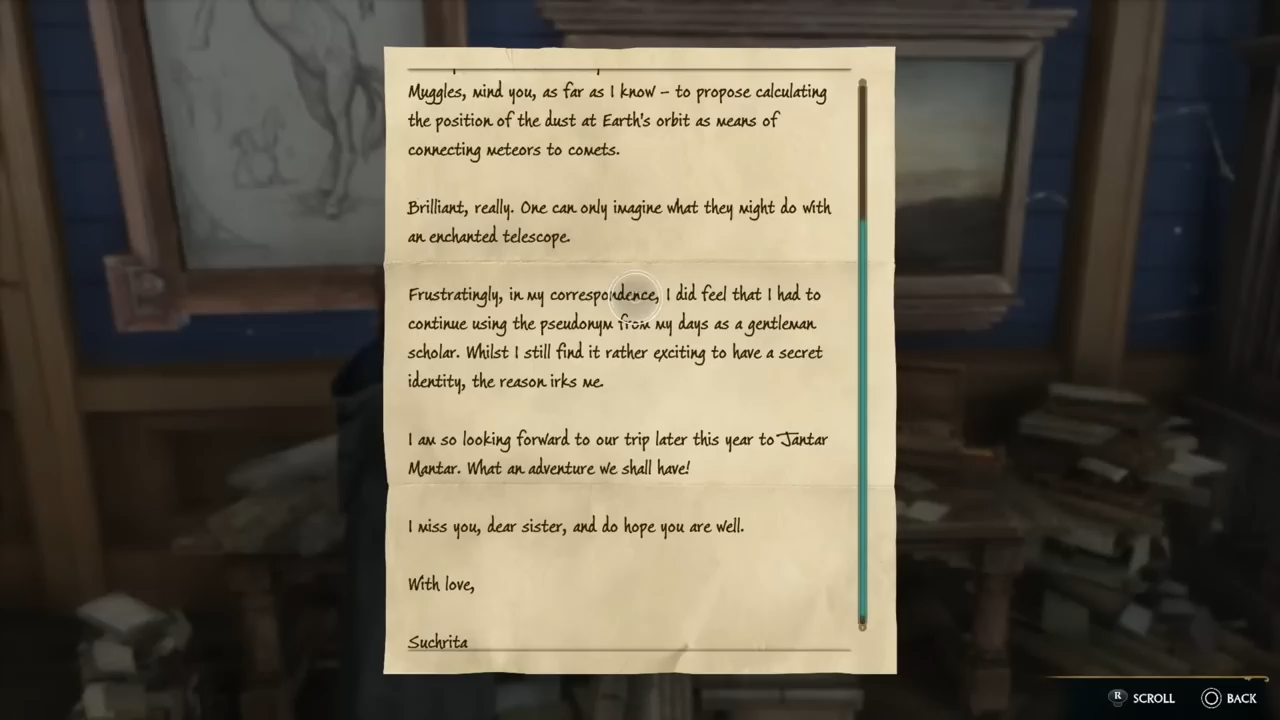 Muggles, mind you, as far as I know – to propose calculating
the position of the dust at Earth's orbit as means of
connecting meteors to comets.
Brilliant, really. One can only imagine what they might do with
an enchanted telescope.
Frustratingly, in my correspondence, I did feel that I had to
continue using the pseudonym from my days as a gentleman
scholar. Whilst I still find it rather exciting to have a secret
identity, the reason irks me.
I am so looking forward to our trip later this year to Jantar
Mantar. What an adventure we shall have!
I miss you, dear sister, and do hope you are well.
With love,
Suchrita
R SCROLL BACK